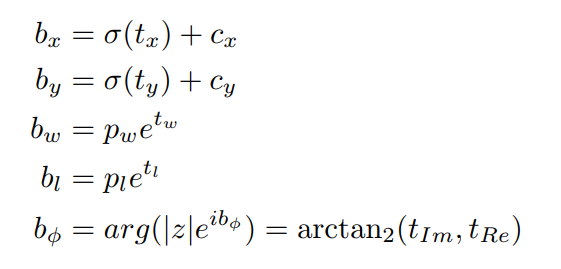 b_x = σ(t_x) + c_x
b_y = σ(t_y) + c_y
b_w = p_w e^{t_w}
b_l = p_l e^{t_l}
b_ϕ = arg(|z|e^{ib_ϕ}) = arctan_2(t_{Im}, t_{Re})